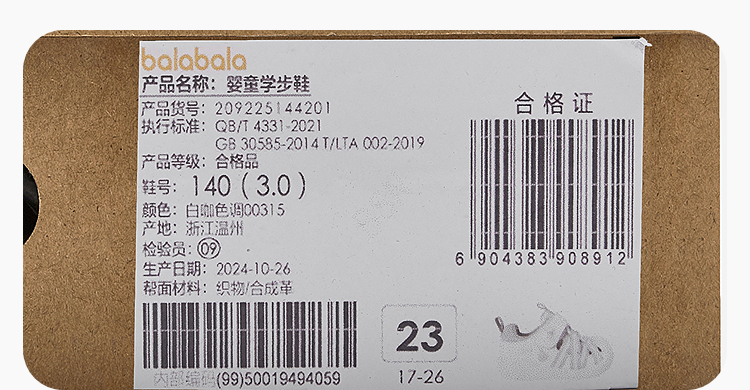 balabala
产品名称：婴童学步鞋
产品货号：209225144201
执行标准：QB/T 4331-2021
GB 30585-2014 T/LTA 002-2019
产品等级：合格品
鞋号：140（3.0）
颜色：白咖色调00315
产地：浙江温州
检验员：09
生产日期：2024-10-26
帮面材料：织物/合成革
内部编码(99)50019494059
合格证
6 904383 908912
23
17-26